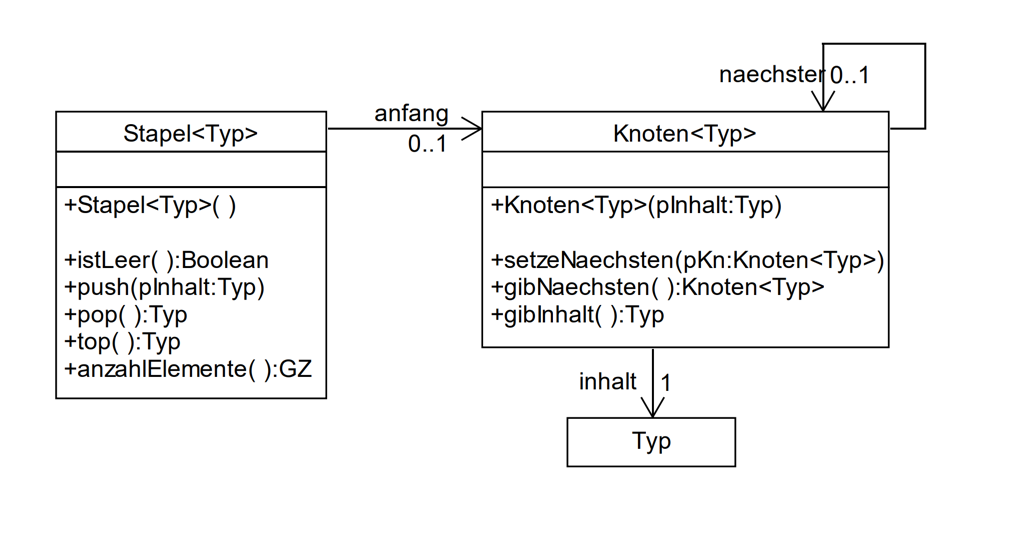 naechster 0..1
anfang
0..1
Stapel<Typ>
+Stapel<Typ>( )
+istLeer( ):Boolean
+push(pInhalt:Typ)
+pop( ):Typ
+top( ):Typ
+anzahlElemente( ):GZ
Knoten<Typ>
+Knoten<Typ>(pInhalt:Typ)
+setzeNaechsten(pKn:Knoten<Typ>)
+gibNaechsten( ):Knoten<Typ>
+gibInhalt( ):Typ
inhalt 1
Typ